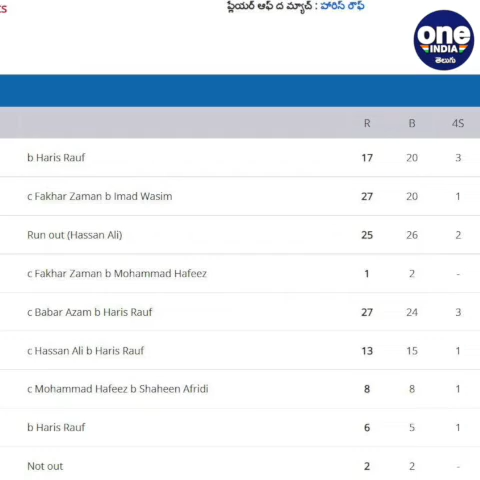 ts
ప్లేయర్ ఆఫ్ ద మ్యాచ్ : హారిస్ రౌఫ్
one
INDIA
తెలుగు
R B 4S
b Haris Rauf 17 20 3
c Fakhar Zaman b Imad Wasim 27 20 1
Run out (Hassan Ali) 25 26 2
c Fakhar Zaman b Mohammad Hafeez 1 2 -
c Babar Azam b Haris Rauf 27 24 3
c Hassan Ali b Haris Rauf 13 15 1
c Mohammad Hafeez b Shaheen Afridi 8 8 1
b Haris Rauf 6 5 1
Not out 2 2 -